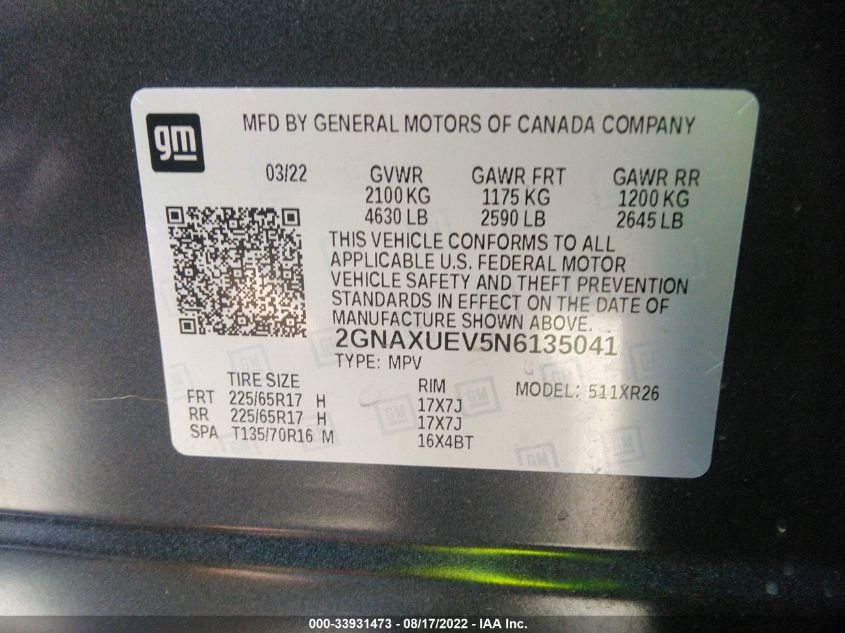 gm
MFD BY GENERAL MOTORS OF CANADA COMPANY
03/22 GVWR GAWR FRT GAWR RR
2100 KG 1175 KG 1200 KG
4630 LB 2590 LB 2645 LB
THIS VEHICLE CONFORMS TO ALL
APPLICABLE U.S. FEDERAL MOTOR
VEHICLE SAFETY AND THEFT PREVENTION
STANDARDS IN EFFECT ON THE DATE OF
MANUFACTURE SHOWN ABOVE.
2GNAXUEV5N6135041
TYPE: MPV
TIRE SIZE RIM MODEL: 511XR26
FRT 225/65R17 H 17X7J
RR 225/65R17 H 17X7J
SPA T135/70R16 M 16X4BT
000-33931473 - 08/17/2022 - IAA Inc.